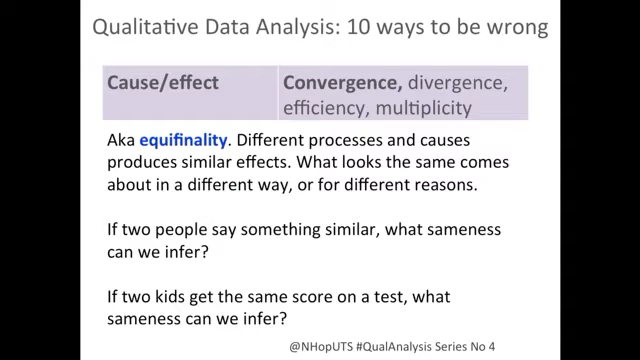 Qualitative Data Analysis: 10 ways to be wrong
Cause/effect
Convergence, divergence,
efficiency, multiplicity
Aka equifinality. Different processes and causes
produces similar effects. What looks the same comes
about in a different way, or for different reasons.
If two people say something similar, what sameness
can we infer?
If two kids get the same score on a test, what
sameness can we infer?
@NHopUTS #QualAnalysis Series No 4